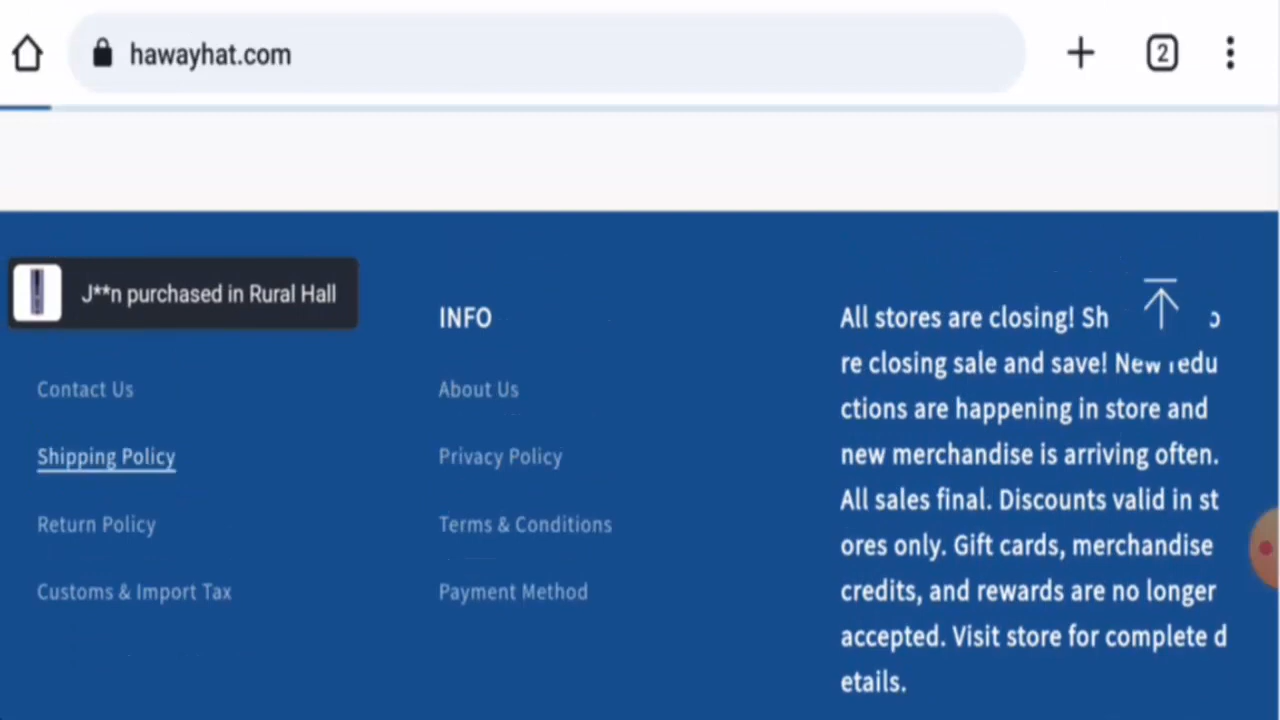 hawayhat.com
2
J**n purchased in Rural Hall
Contact Us
Shipping Policy
Return Policy
Customs & Import Tax
INFO
About Us
Privacy Policy
Terms & Conditions
Payment Method
All stores are closing! Sh
re closing sale and save! New redu
ctions are happening in store and
new merchandise is arriving often.
All sales final. Discounts valid in st
ores only. Gift cards, merchandise
credits, and rewards are no longer
accepted. Visit store for complete d
etails.